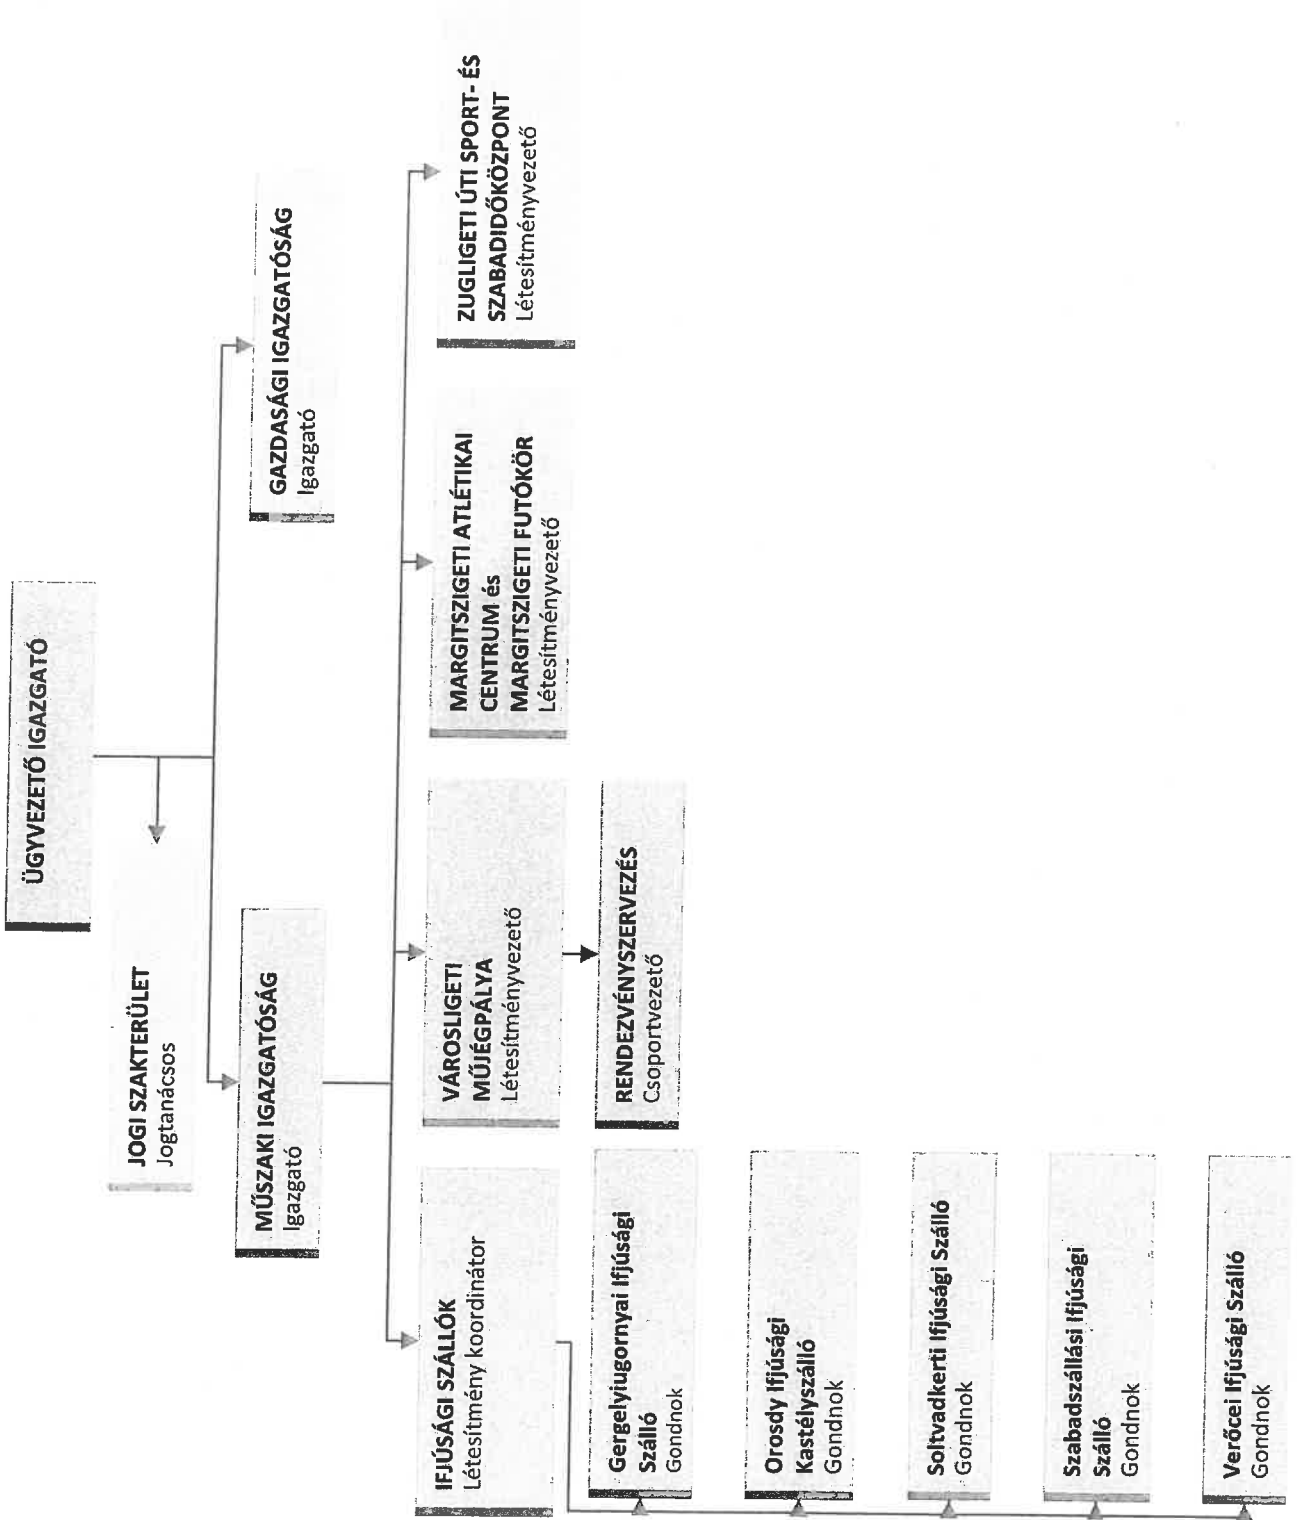 ÜGYVEZETŐ IGAZGATÓ
JOGI SZAKTERÜLET
Jogtanácsos
MŰSZAKI IGAZGATÓSÁG
Igazgató
GAZDASÁGI IGAZGATÓSÁG
Igazgató
IFJÚSÁGI SZÁLLÓK
Létesítmény koordinátor
VÁROSLIGETI
MŰJÉGPÁLYA
Létesítményvezető
MARGITSZIGETI ATLÉTIKAI
CENTRUM és
MARGITSZIGETI FUTÓKÖR
Létesítményvezető
ZUGLIGETI ÚTI SPORT- ÉS
SZABADIDŐKÖZPONT
Létesítményvezető
RENDEZVÉNYSZERVEZÉS
Csoportvezető
Gergelyiugornyai Ifjúsági
Szálló
Gondnok
Orosdy Ifjúsági
Kastélyszálló
Gondnok
Soltvadkerti Ifjúsági Szálló
Gondnok
Szabadszállási Ifjúsági
Szálló
Gondnok
Verőcei Ifjúsági Szálló
Gondnok